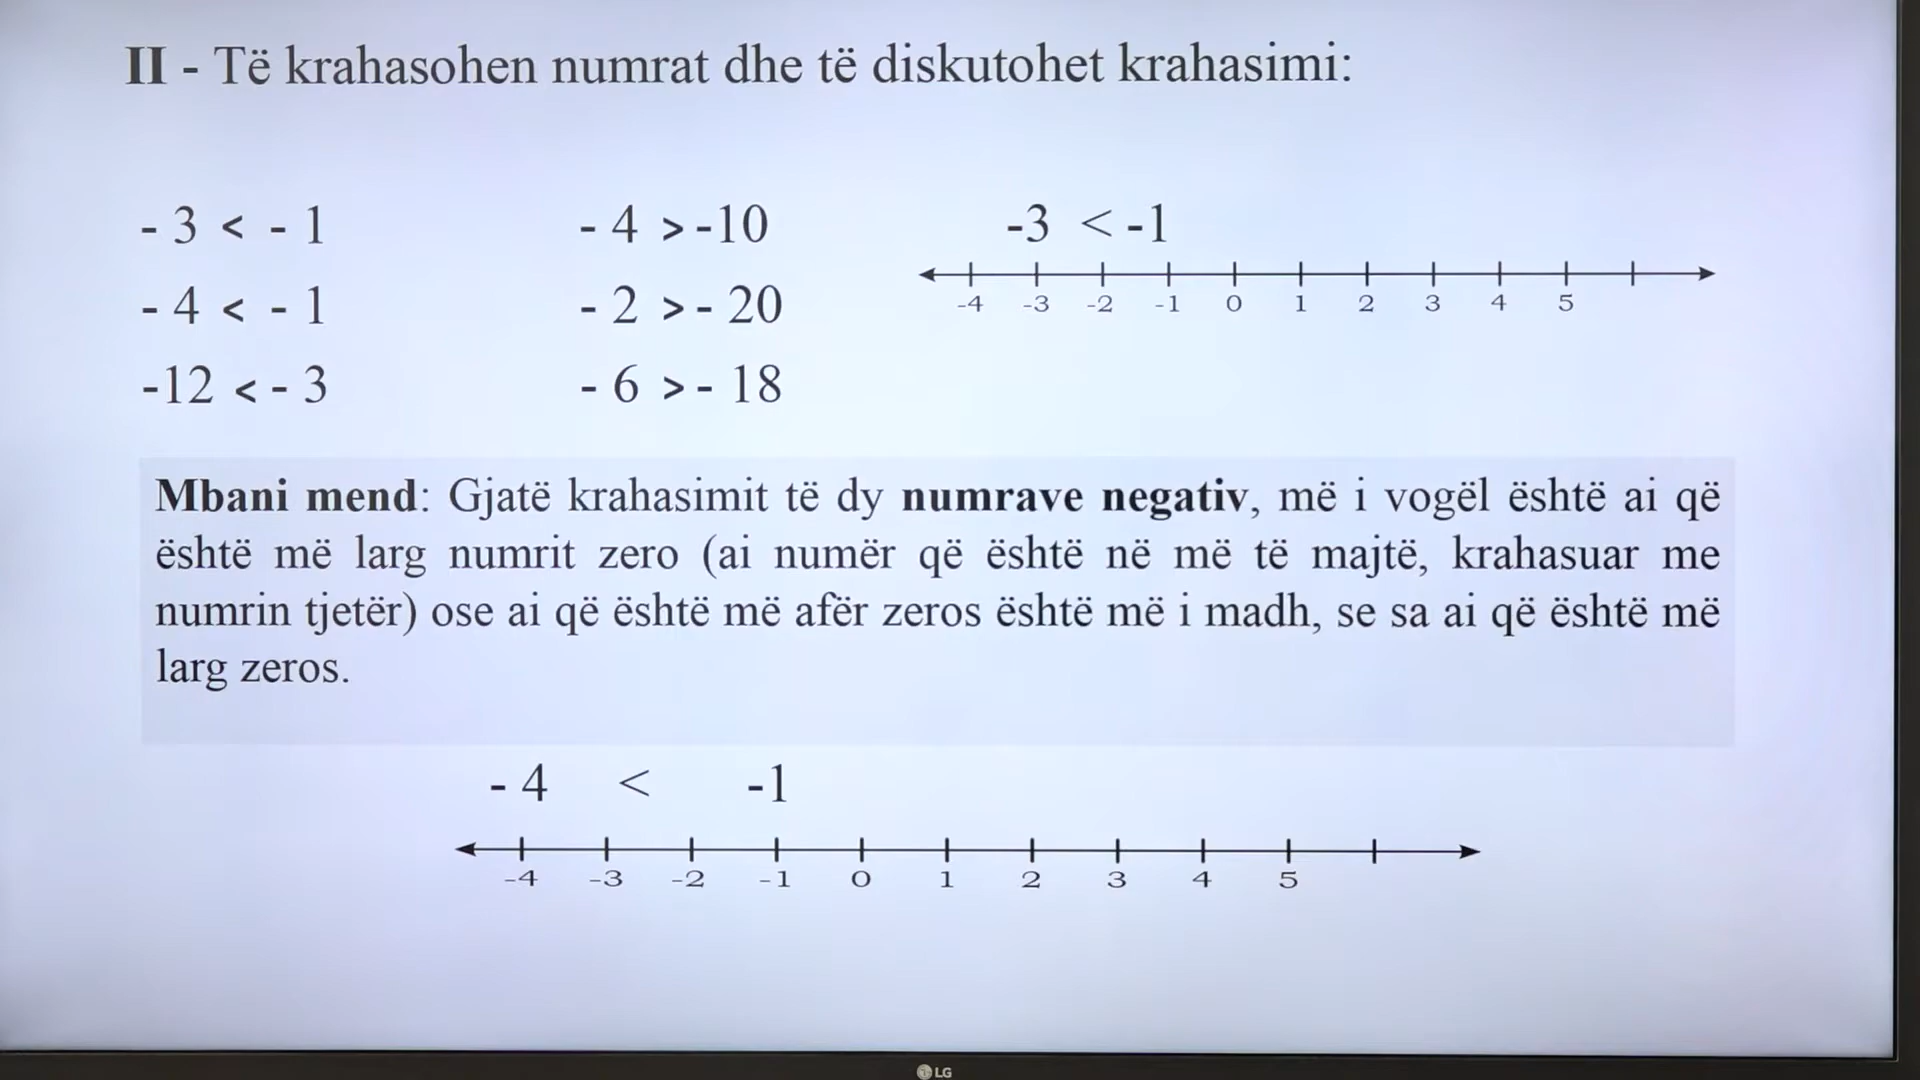 II - Të krahasohen numrat dhe të diskutohet krahasimi:
- 3 < - 1
- 4 < - 1
-12 < - 3
- 4 > -10
- 2 > - 20
- 6 > - 18
-3 < -1
-4 -3 -2 -1 0 1 2 3 4 5
Mbani mend: Gjatë krahasimit të dy numrave negativ, më i vogël është ai që
është më larg numrit zero (ai numër që është në më të majtë, krahasuar me
numrin tjetër) ose ai që është më afër zeros është më i madh, se sa ai që është më
larg zeros.
- 4 < -1
-4 -3 -2 -1 0 1 2 3 4 5
LG